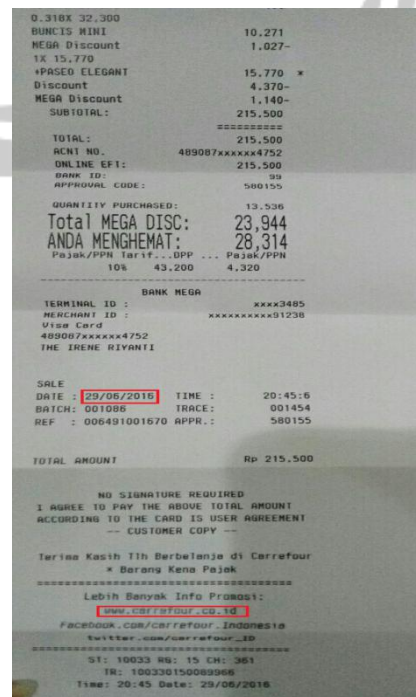 0.318X 32,300
BUNCIS MINI 10,271
MEGA Discount 1.027-
1X 15,770
*PASEO ELEGANT 15,770 *
Discount 4.370-
MEGA Discount 1.140-
SUBTOTAL: 215.500
==========
TOTAL: 215,500
ACNT NO. 489087xxxxxx4752
ONLINE EFT: 215.500
BANK ID: 99
APPROVAL CODE: 580155
QUANTITY PURCHASED: 13.536
Total MEGA DISC: 23,944
ANDA MENGHEMAT: 28,314
Pajak/PPN Tarif...DPP ... Pajak/PPN
10% 43,200 4,320
BANK MEGA
TERMINAL ID : xxxx3485
MERCHANT ID : xxxxxxxxxx91238
Visa Card
489087xxxxxx4752
THE IRENE RIYANTI
SALE
DATE : 29/06/2016 TIME : 20:45:6
BATCH: 001086 TRACE: 001454
REF : 006491001670 APPR.: 580155
TOTAL AMOUNT Rp 215.500
NO SIGNATURE REQUIRED
I AGREE TO PAY THE ABOVE TOTAL AMOUNT
ACCORDING TO THE CARD IS USER AGREEMENT
-- CUSTOMER COPY --
Terima Kasih Tlh Berbelanja di Carrefour
* Barang Kena Pajak
Lebih Banyak Info Promosi:
www.carrefour.co.id
Facebook.com/carrefour.Indonesia
twitter.com/carrefour_ID
ST: 10033 RG: 15 CH: 361
TR: 100330150089966
Time: 20:45 Date: 29/06/2016